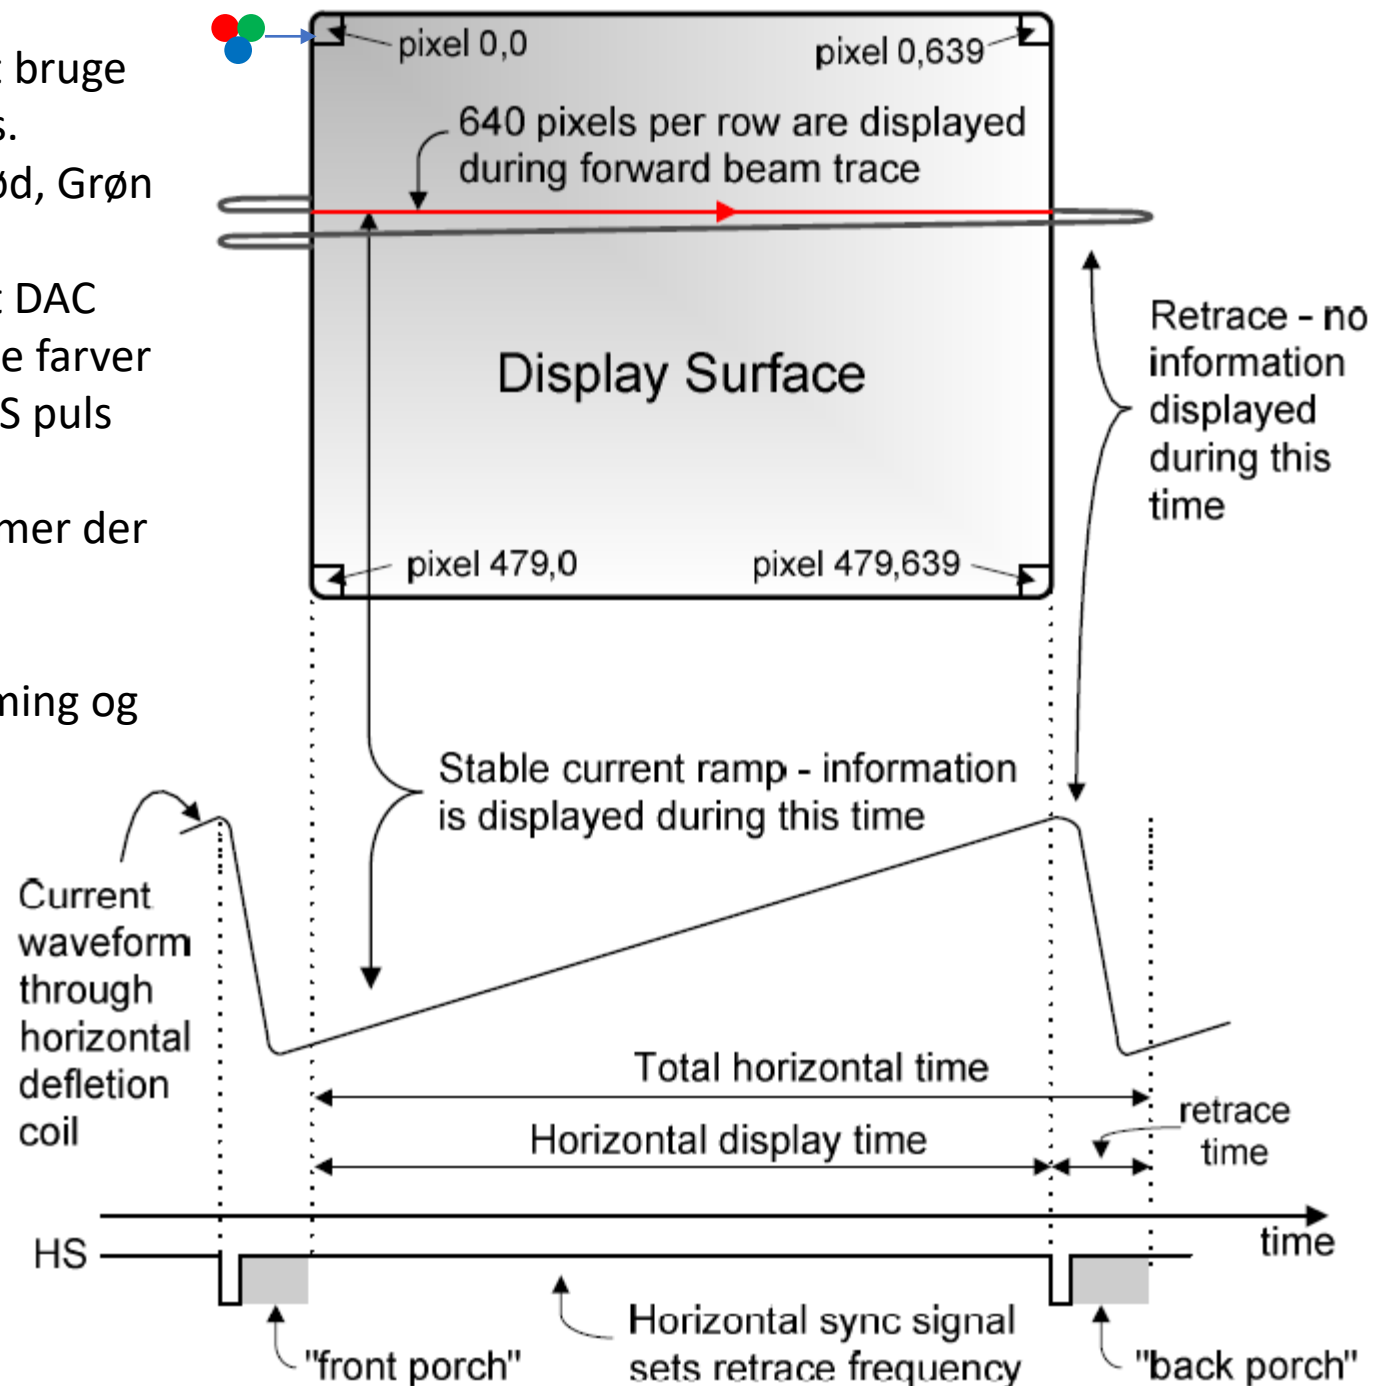 bruge
s.
ød, Grøn
DAC
e farver
S puls
mer der
ming og
pixel 0,0
pixel 0,639
640 pixels per row are displayed
during forward beam trace
Display Surface
Retrace - no
information
displayed
during this
time
pixel 479,0
pixel 479,639
Stable current ramp - information
is displayed during this time
Current
waveform
through
horizontal
defletion
coil
Total horizontal time
Horizontal display time
retrace
time
time
HS
"front porch"
Horizontal sync signal
sets retrace frequency
"back porch"